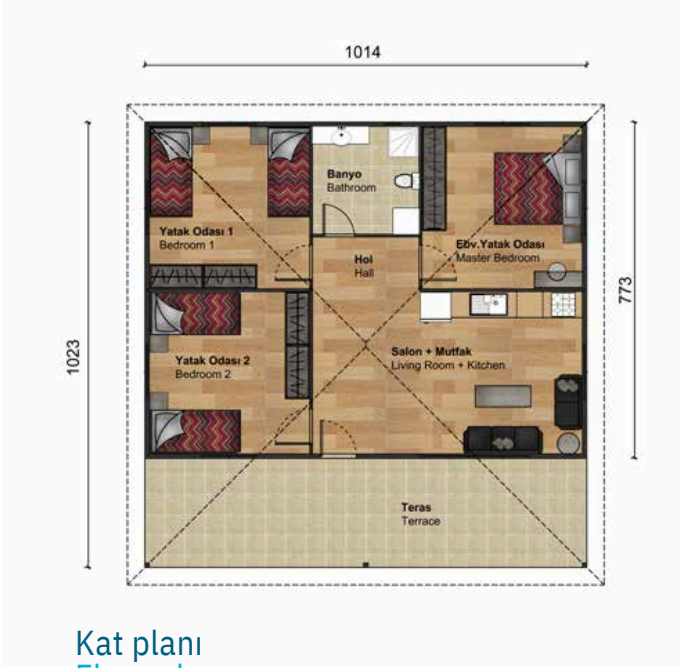 1014
Banyo
Bathroom
Yatak Odası 1
Bedroom 1
Ebv.Yatak Odası
Master Bedroom
Hol
Hall
773
1023
Salon + Mutfak
Living Room + Kitchen
Yatak Odası 2
Bedroom 2
Teras
Terrace
Kat planı